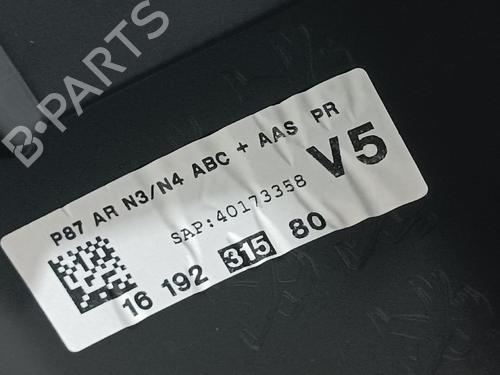 B-PARTS
P87 AR N3/N4 ABC + AAS PR
SAP:40173358
V5
16 192 315 80